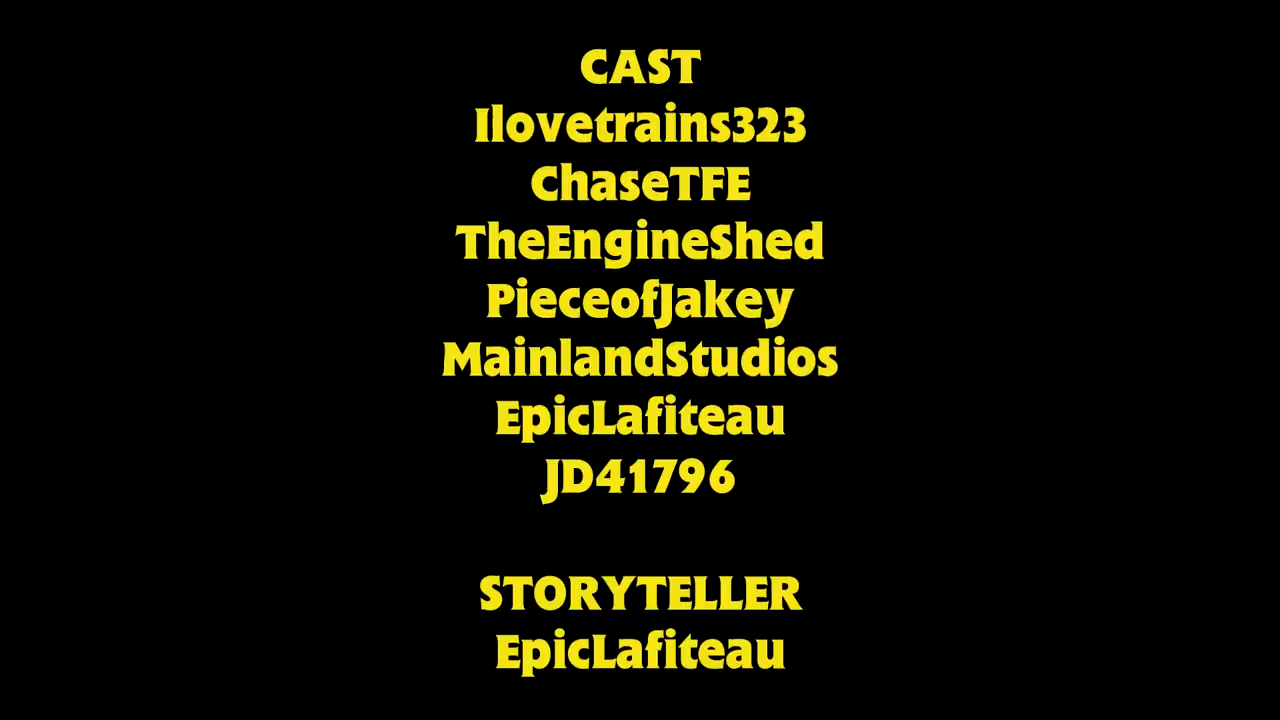 CAST
Ilovetrains323
ChaseTFE
TheEngineShed
PieceofJakey
MainlandStudios
EpicLafiteau
JD41796
STORYTELLER
EpicLafiteau